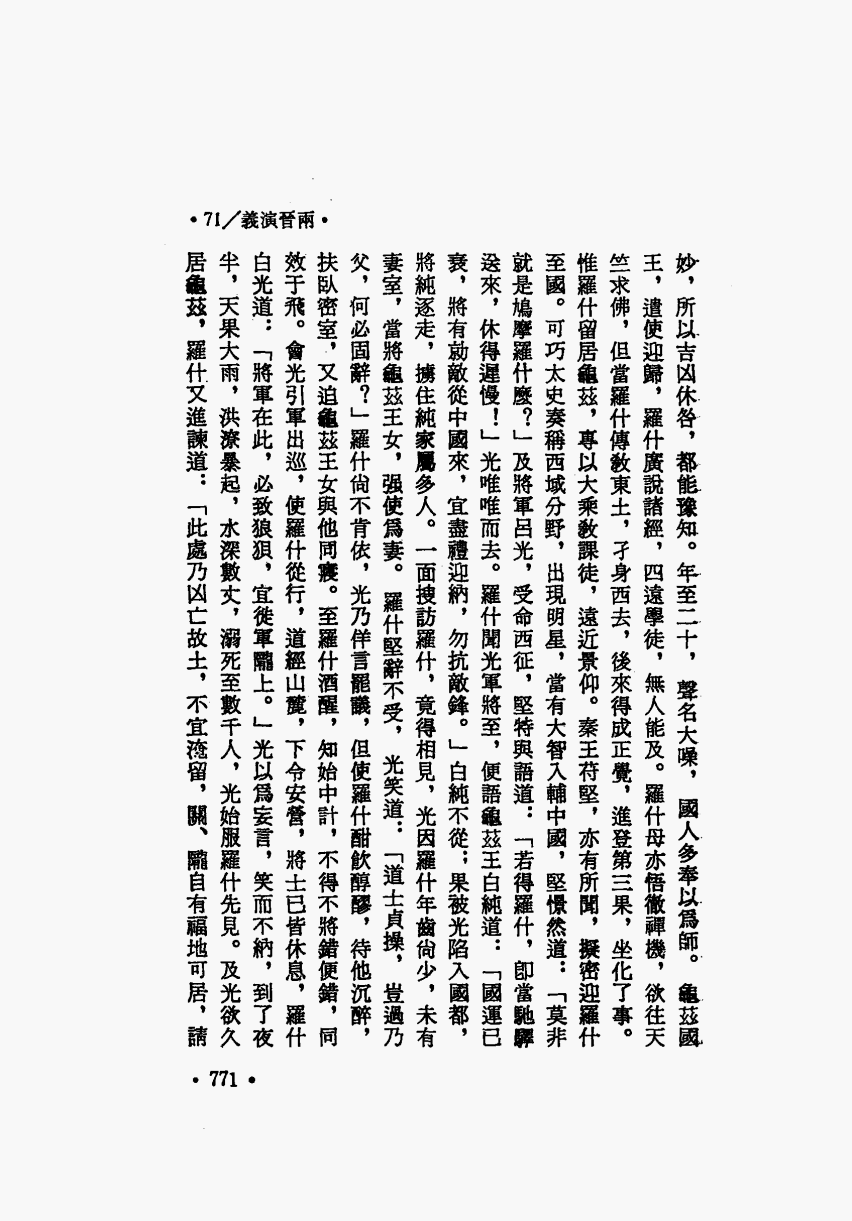 •71/義演晉兩•
妙，所以吉凶休咎，都能豫知。年至二十，聲名大噪，國人多奉以爲師。龜茲國
王，遣使迎歸，羅什廣說諸經，四遠學徒，無人能及。羅什母亦悟徹禪機，欲往天
竺求佛，但當羅什傳敎東土，孑身西去，後來得成正覺，進登第三果，坐化了事。
惟羅什留居龜茲，專以大乘敎課徒，遠近景仰。秦王苻堅，亦有所聞，擬密迎羅什
至國。可巧太史奏稱西域分野，出現明星，當有大智入輔中國，堅憬然道：「莫非
就是鳩摩羅什麼？」及將軍呂光，受命西征，堅特與語道：「若得羅什，卽當馳驛
送來，休得遲慢！」光唯唯而去。羅什聞光軍將至，便語龜茲王白純道：「國運已
衰，將有勍敵從中國來，宜盡禮迎納，勿抗敵鋒。」白純不從；果被光陷入國都，
將純逐走，擄住純家屬多人。一面搜訪羅什，竟得相見，光因羅什年齒尙少，未有
妻室，當將龜茲王女，强使爲妻。羅什堅辭不受，光笑道：「道士貞操，豈過乃
父，何必固辭？」羅什尙不肯依，光乃佯言罷議，但使羅什酣飲醇醪，待他沉醉，
扶臥密室，又迫龜茲王女與他同寢。至羅什酒醒，知始中計，不得不將錯便錯，同
效于飛。會光引軍出巡，使羅什從行，道經山麓，下令安營，將士已皆休息，羅什
白光道：「將軍在此，必致狼狽，宜徙軍隴上。」光以爲妄言，笑而不納，到了夜
半，天果大雨，洪潦暴起，水深數丈，溺死至數千人，光始服羅什先見。及光欲久
居龜茲，羅什又進諫道：「此處乃凶亡故土，不宜淹留，關、隴自有福地可居，請
•771•